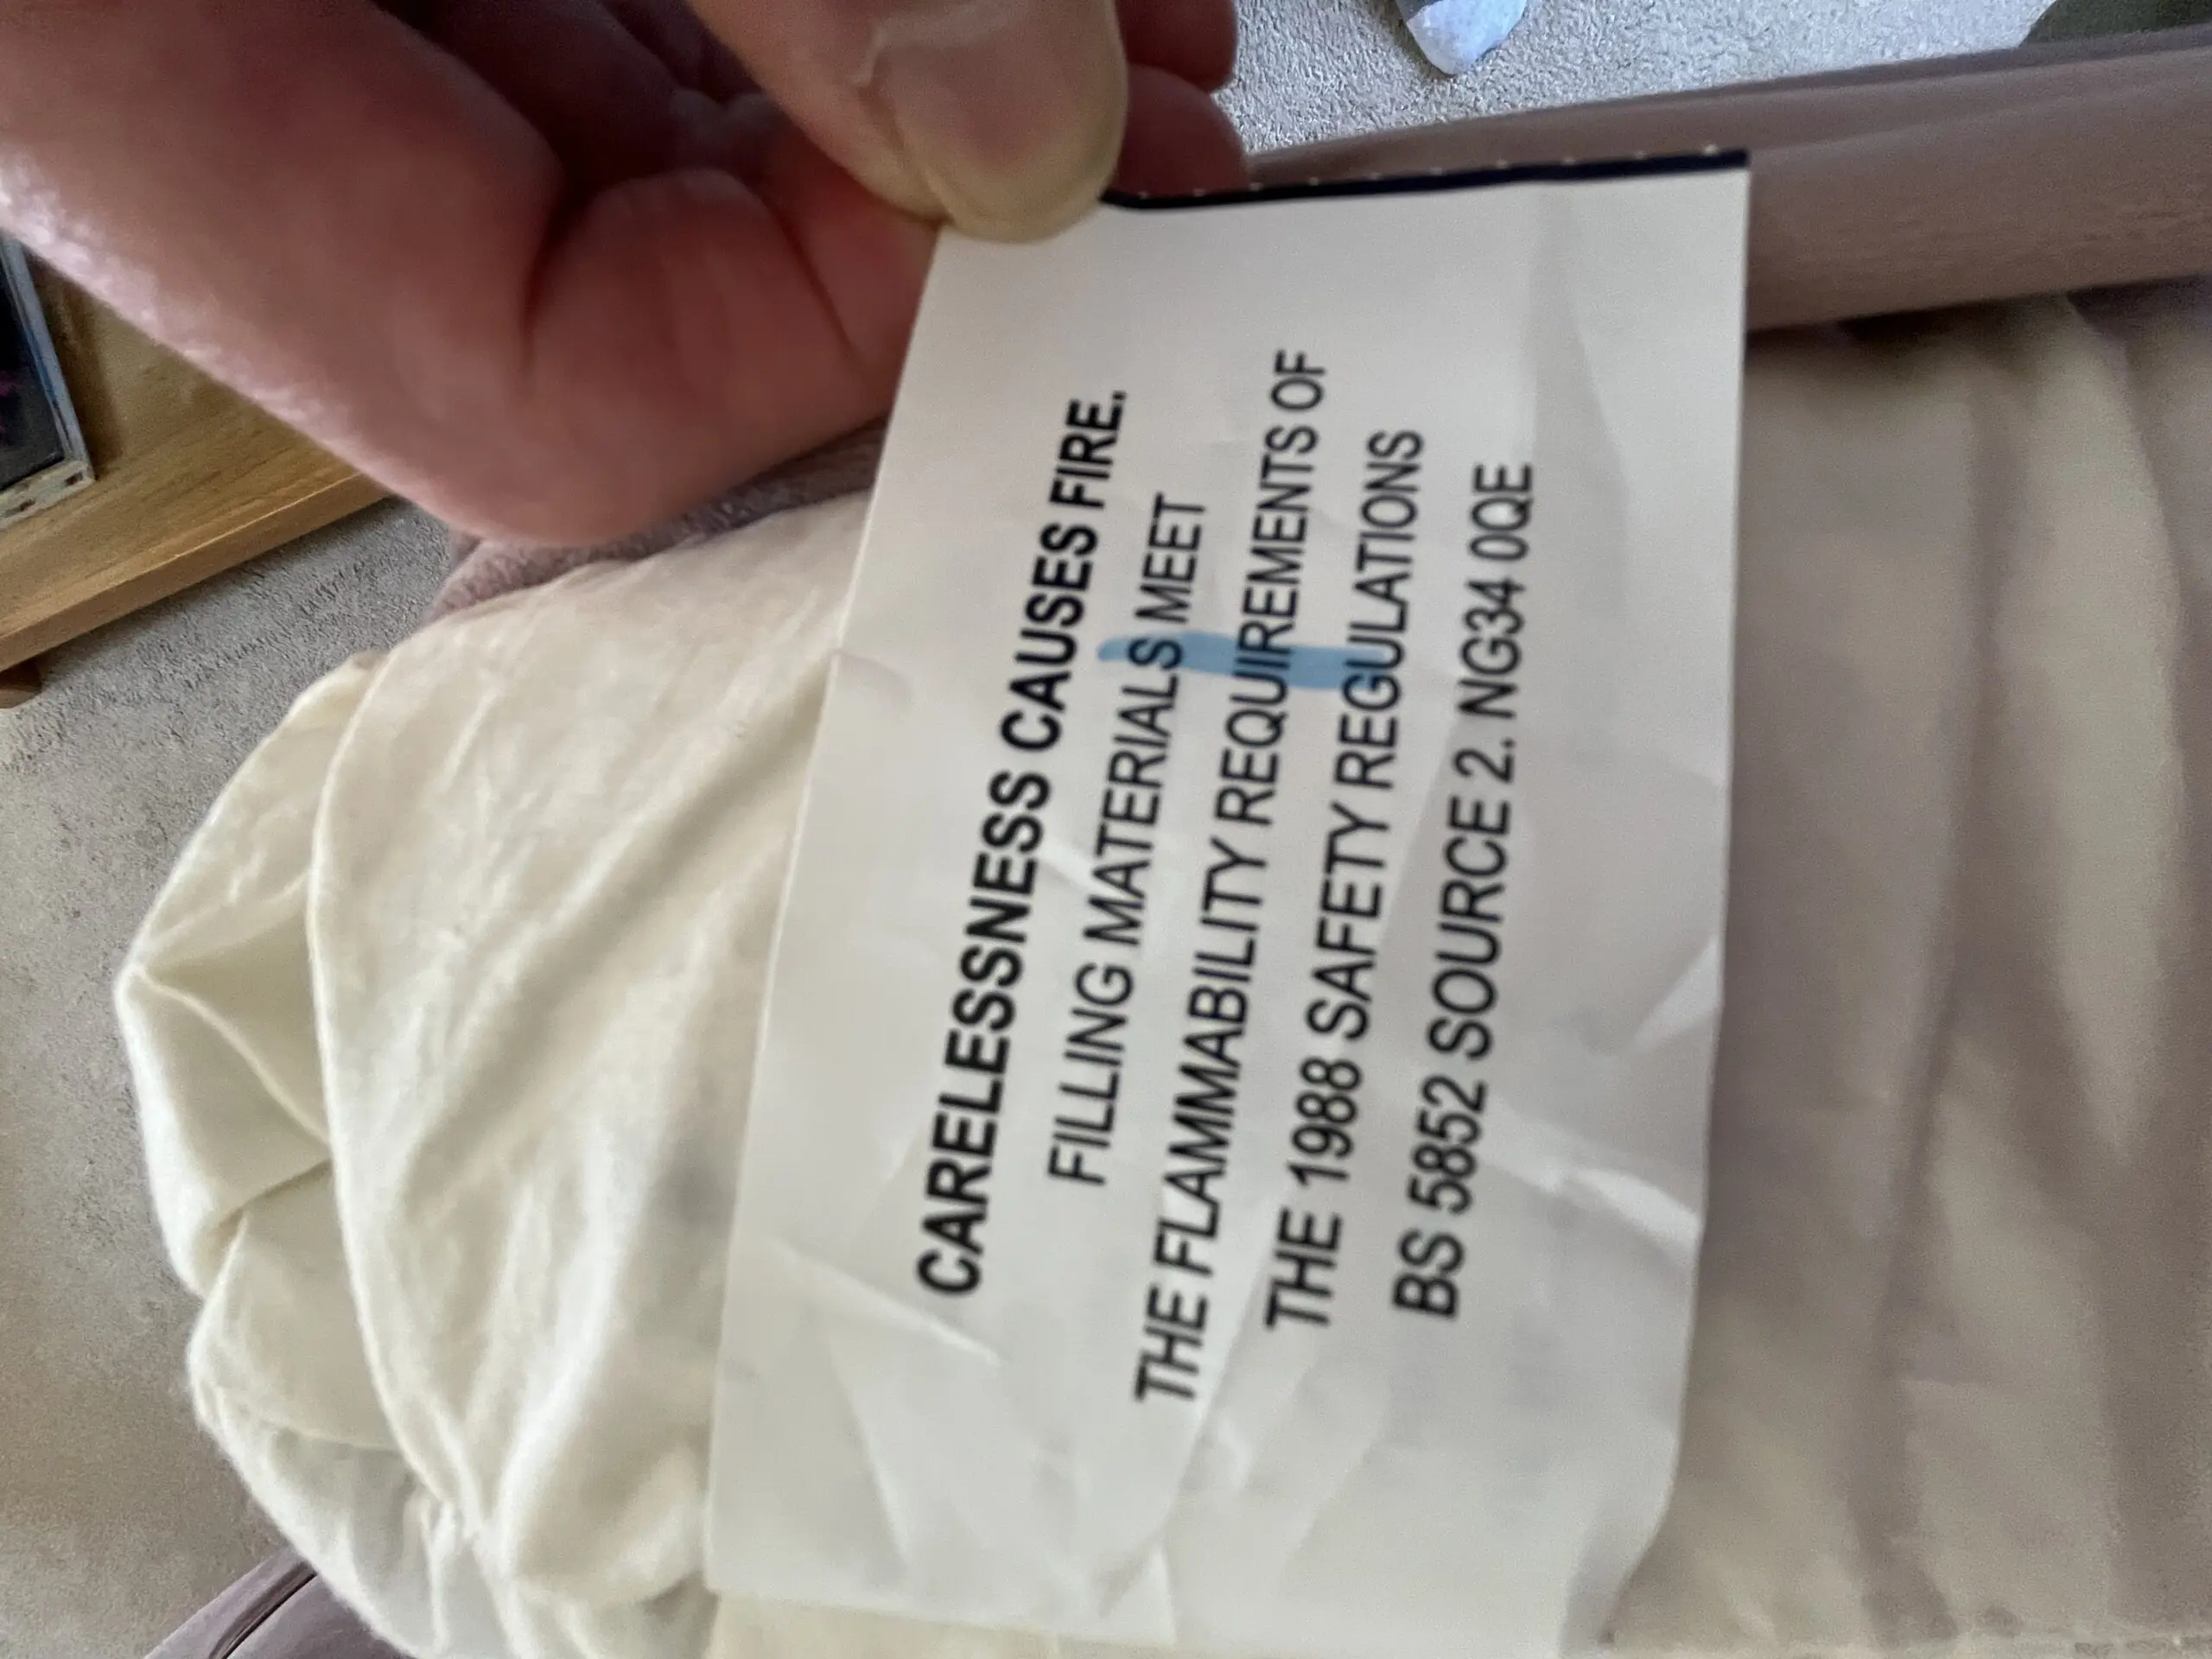 CARELESSNESS CAUSES FIRE.
FILLING MATERIALS MEET
THE FLAMMABILITY REQUIREMENTS OF
THE 1988 SAFETY REGULATIONS
BS 5852 SOURCE 2. NG34 0QE